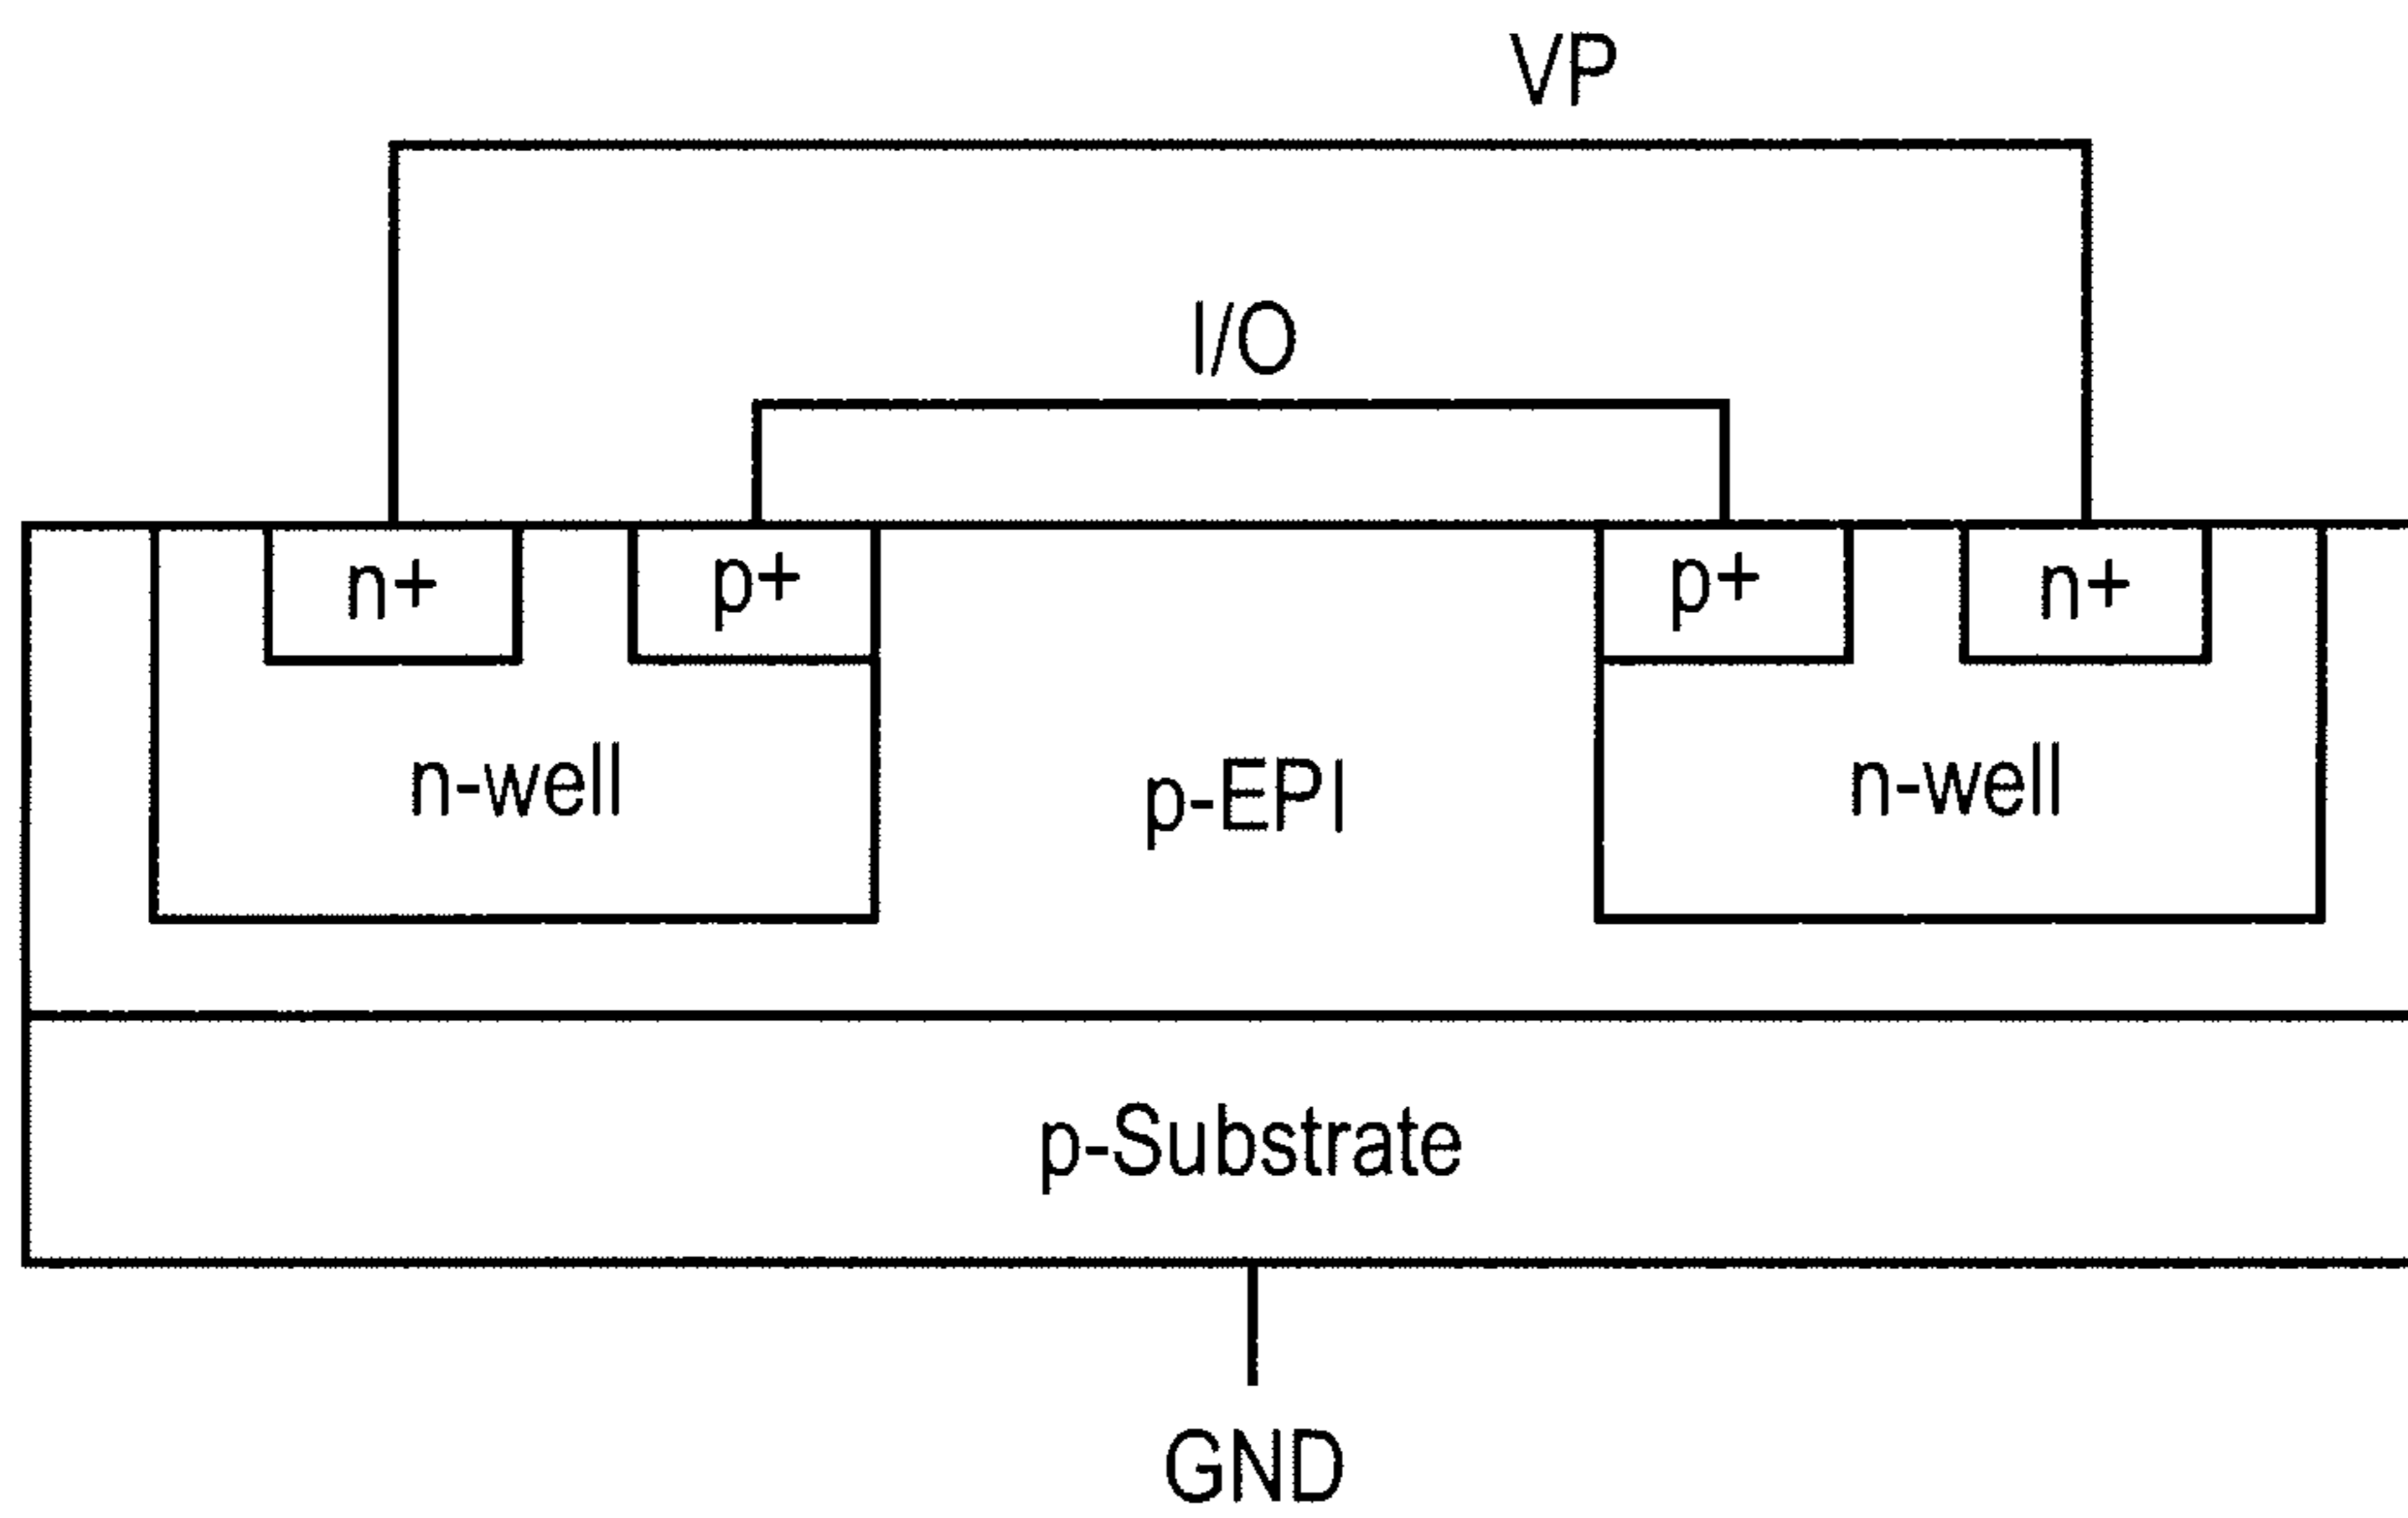 VP
I/O
n+ p+ p+ n+
n-well p-EPI n-well
p-Substrate
GND